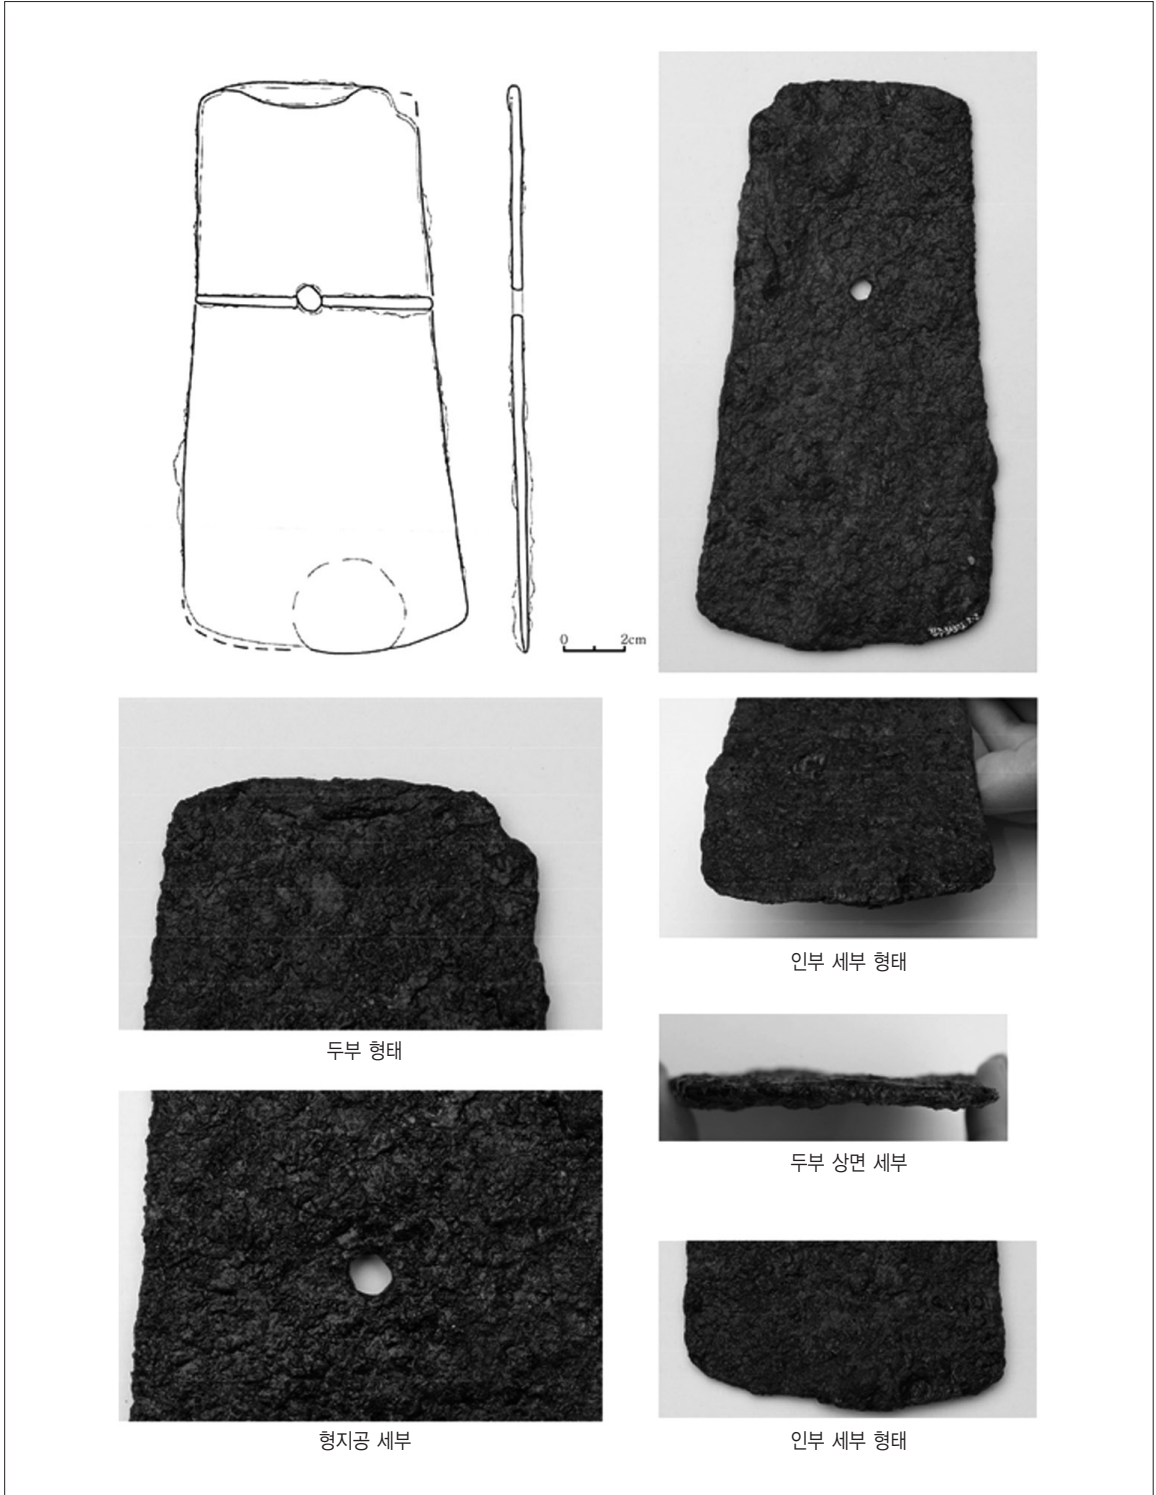 0 2cm
두부 형태
형지공 세부
인부 세부 형태
두부 상면 세부
인부 세부 형태